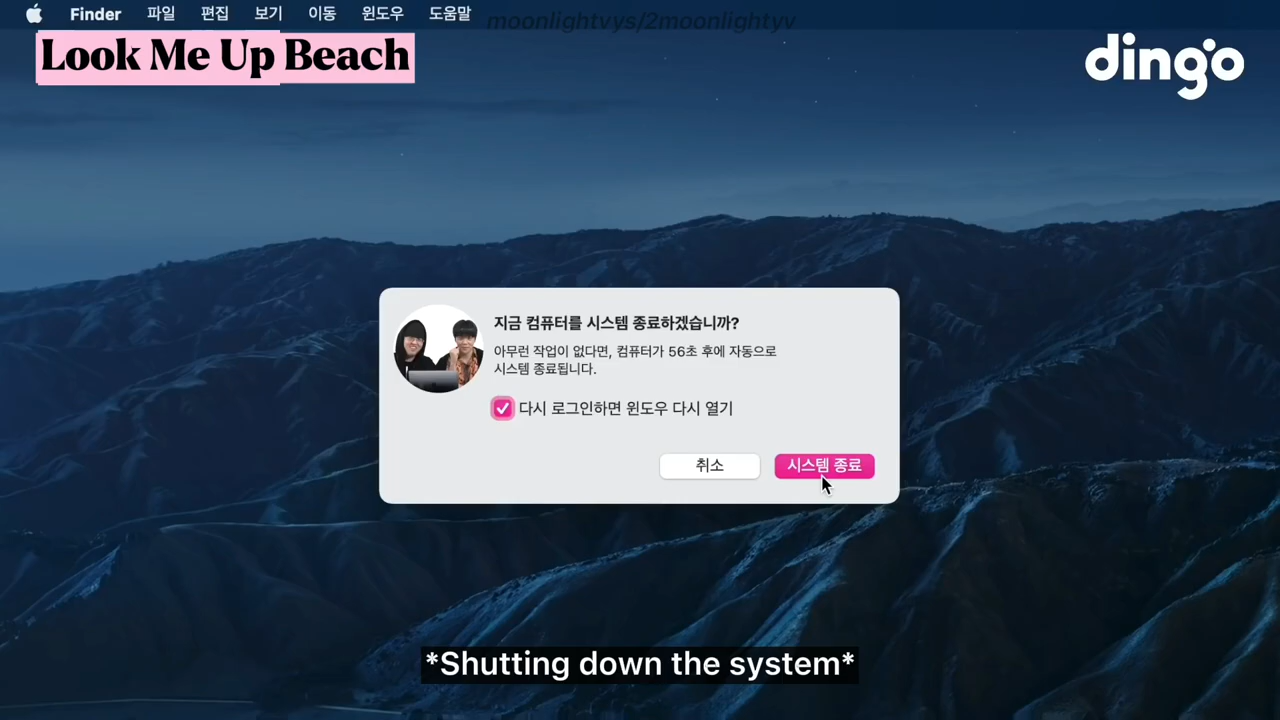 Finder 파일 편집 보기 이동 윈도우 도움말
moonlightvys/2moonlightyv
Look Me Up Beach
dingo
지금 컴퓨터를 시스템 종료하겠습니까?
아무런 작업이 없다면, 컴퓨터가 56초 후에 자동으로
시스템 종료됩니다.
다시 로그인하면 윈도우 다시 열기
취소 시스템 종료
*Shutting down the system*